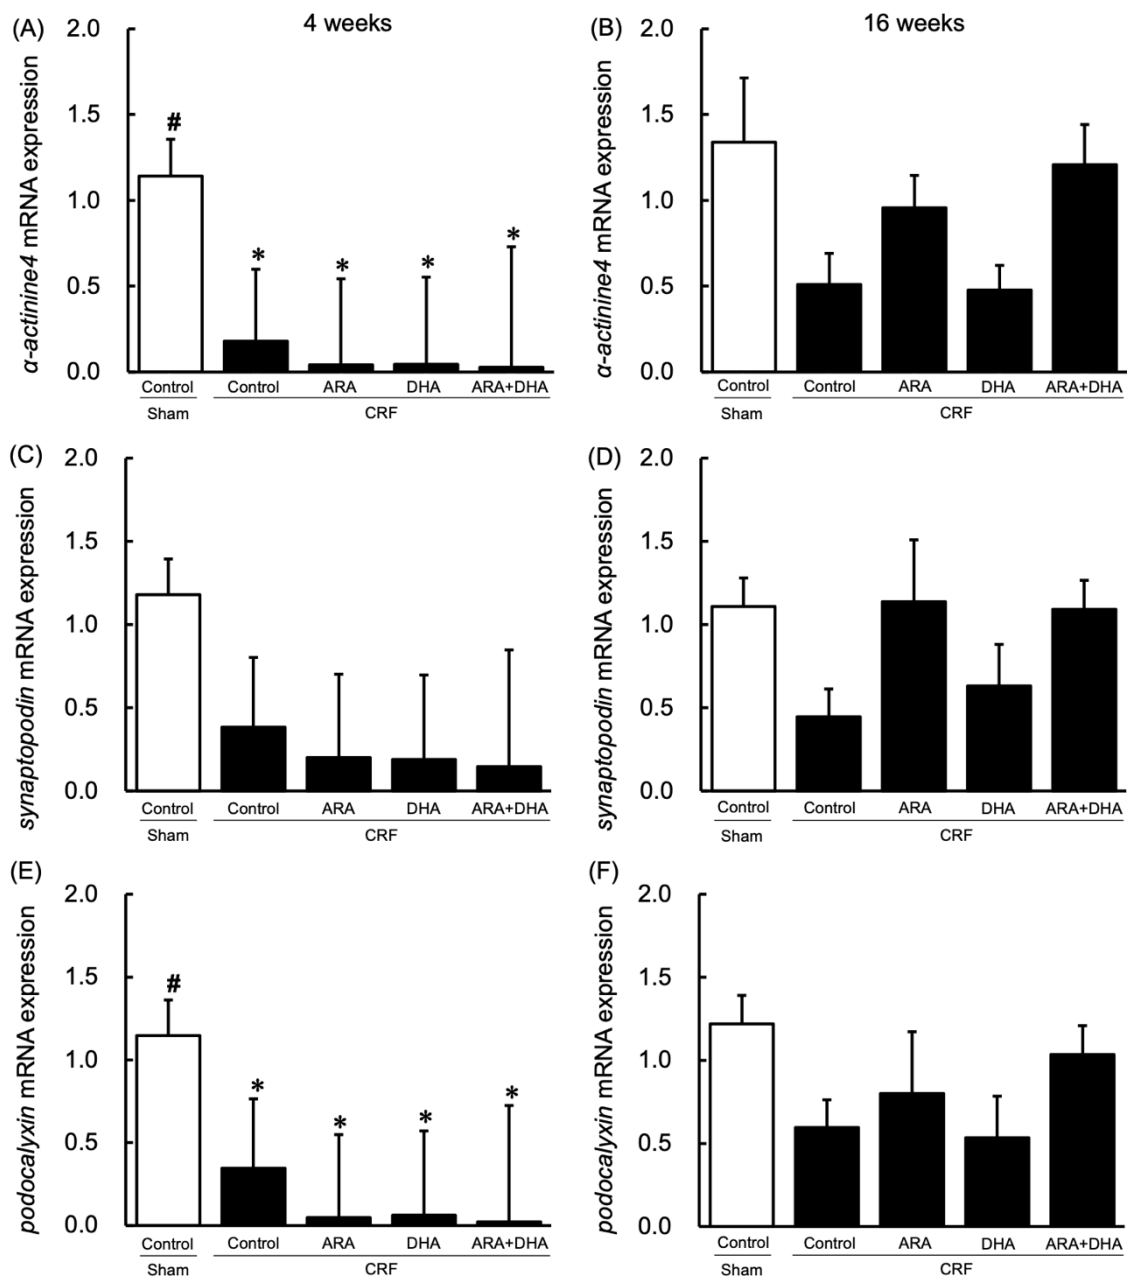 (A) 4 weeks
2.0
1.5
1.0
0.5
0.0
α-actinine4 mRNA expression
#
* * * *
Control Control ARA DHA ARA+DHA
Sham CRF
(B) 16 weeks
2.0
1.5
1.0
0.5
0.0
α-actinine4 mRNA expression
Control Control ARA DHA ARA+DHA
Sham CRF
(C)
2.0
1.5
1.0
0.5
0.0
synaptopodin mRNA expression
Control Control ARA DHA ARA+DHA
Sham CRF
(D)
2.0
1.5
1.0
0.5
0.0
synaptopodin mRNA expression
Control Control ARA DHA ARA+DHA
Sham CRF
(E)
2.0
1.5
1.0
0.5
0.0
podocalyxin mRNA expression
#
* * * *
Control Control ARA DHA ARA+DHA
Sham CRF
(F)
2.0
1.5
1.0
0.5
0.0
podocalyxin mRNA expression
Control Control ARA DHA ARA+DHA
Sham CRF